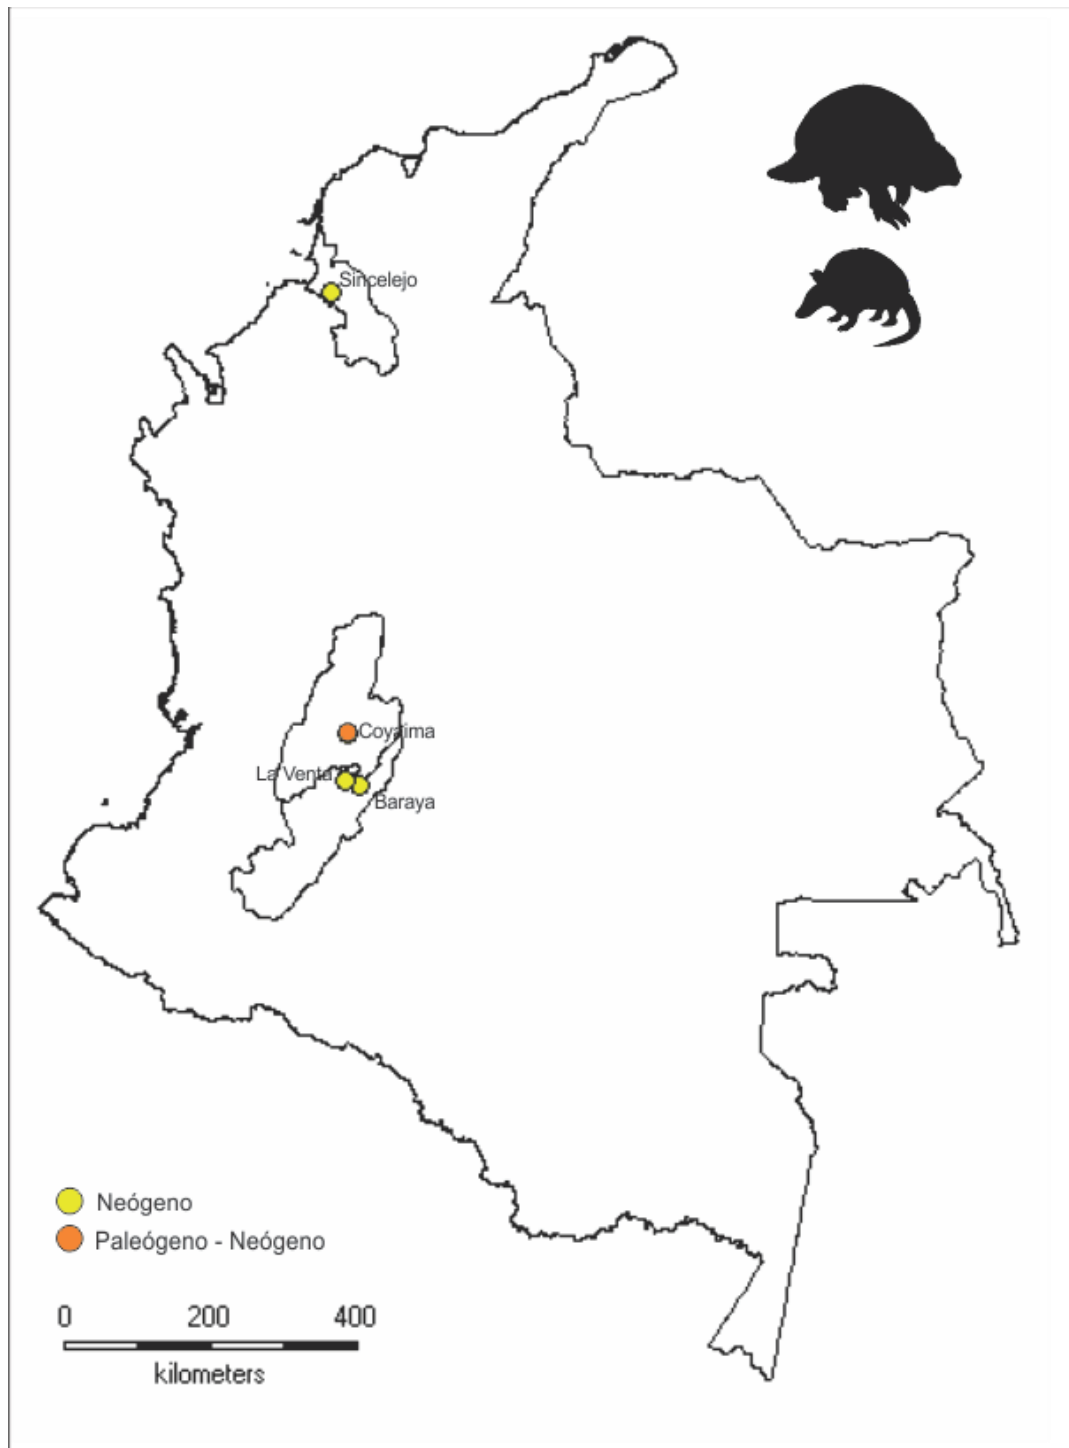 Sincelejo
Coyaima
La Venta
Baraya
Neógeno
Paleógeno - Neógeno
0 200 400
kilometers